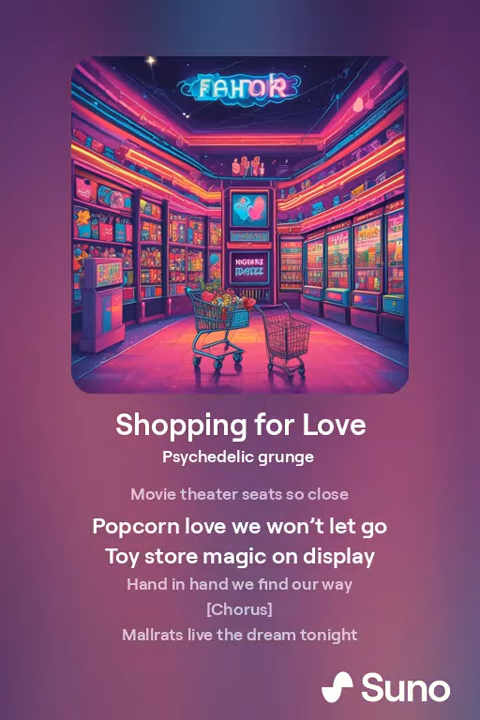 FAHOR
Shopping for Love
Psychedelic grunge
Movie theater seats so close
Popcorn love we won't let go
Toy store magic on display
Hand in hand we find our way
[Chorus]
Mallrats live the dream tonight
Suno